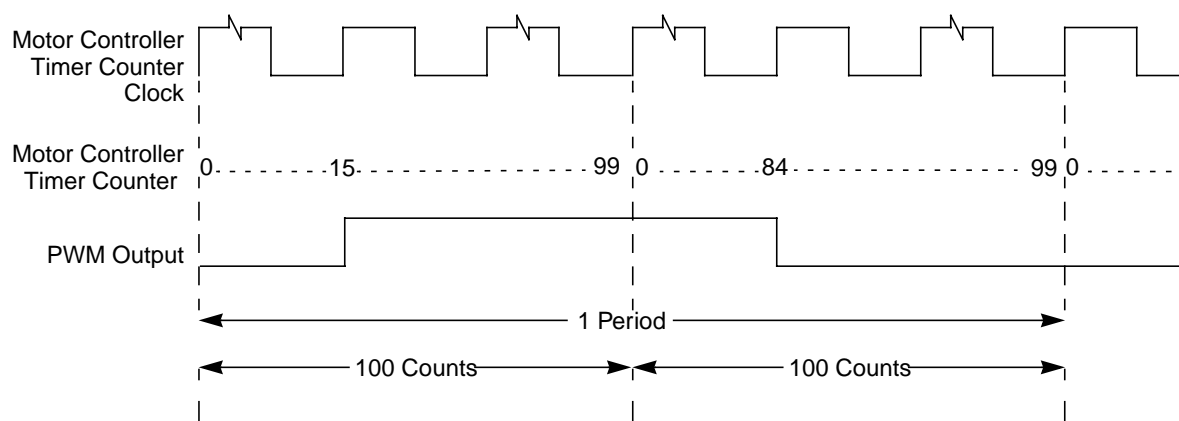 Motor Controller
Timer Counter
Clock
Motor Controller
Timer Counter
0 15 99 0 84 99 0
PWM Output
1 Period
100 Counts 100 Counts